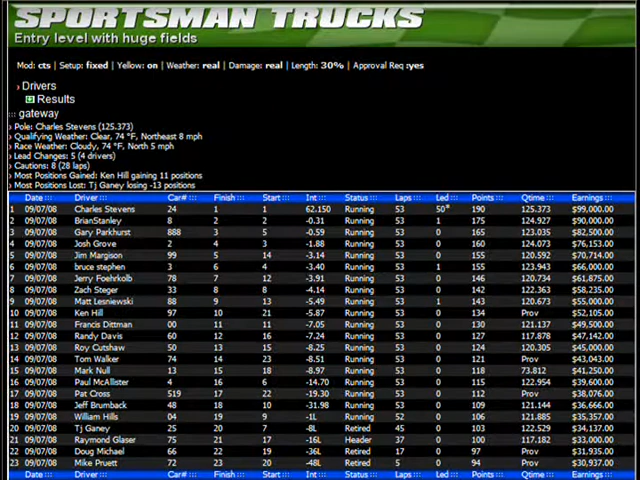 SPORTSMAN TRUCKS
Entry level with huge fields
Mod: cts | Setup: fixed | Yellow: on | Weather: real | Damage: real | Length: 30% | Approval Req :yes
› Drivers
Results
::: gateway
› Pole: Charles Stevens (125.373)
› Qualifying Weather: Clear, 74 °F, Northeast 8 mph
› Race Weather: Cloudy, 74 °F, North 5 mph
› Lead Changes: 5 (4 drivers)
› Cautions: 8 (28 laps)
› Most Positions Gained: Ken Hill gaining 11 positions
› Most Positions Lost: Tj Ganey losing -13 positions
Date ::: Driver ::: Car# ::: Finish ::: Start ::: Int ::: Status ::: Laps ::: Led ::: Points ::: Qtime ::: Earnings :::
1 09/07/08 Charles Stevens 24 1 1 62.150 Running 53 50* 190 125.373 $99,000.00
2 09/07/08 BrianStanley 8 2 2 -0.31 Running 53 1 175 124.927 $90,000.00
3 09/07/08 Gary Parkhurst 888 3 5 -0.59 Running 53 0 165 123.035 $82,500.00
4 09/07/08 Josh Grove 2 4 3 -1.88 Running 53 0 160 124.073 $76,153.00
5 09/07/08 Jim Margison 99 5 14 -3.14 Running 53 0 155 120.592 $70,714.00
6 09/07/08 bruce stephen 3 6 4 -3.40 Running 53 1 155 123.943 $66,000.00
7 09/07/08 Jerry Foehrkolb 78 7 12 -3.91 Running 53 0 146 120.734 $61,875.00
8 09/07/08 Zach Steger 33 8 8 -4.14 Running 53 0 142 122.363 $58,235.00
9 09/07/08 Matt Lesniewski 88 9 13 -5.49 Running 53 1 143 120.673 $55,000.00
10 09/07/08 Ken Hill 97 10 21 -5.87 Running 53 0 134 Prov $52,105.00
11 09/07/08 Francis Dittman 00 11 11 -7.05 Running 53 0 130 121.137 $49,500.00
12 09/07/08 Randy Davis 60 12 16 -7.24 Running 53 0 127 117.878 $47,142.00
13 09/07/08 Roy Cutshaw 50 13 15 -8.25 Running 53 0 124 120.305 $45,000.00
14 09/07/08 Tom Walker 74 14 23 -8.51 Running 53 0 121 Prov $43,043.00
15 09/07/08 Mark Null 13 15 18 -8.97 Running 53 0 118 73.812 $41,250.00
16 09/07/08 Paul McAllister 4 16 6 -14.70 Running 53 0 115 122.954 $39,600.00
17 09/07/08 Pat Cross 519 17 22 -19.30 Running 53 0 112 Prov $38,076.00
18 09/07/08 Jeff Brumback 48 18 10 -31.98 Running 53 0 109 121.144 $36,666.00
19 09/07/08 William Hills 04 19 9 -1L Running 52 0 106 121.885 $35,357.00
20 09/07/08 Tj Ganey 25 20 7 -8L Retired 45 0 103 122.529 $34,137.00
21 09/07/08 Raymond Glaser 75 21 17 -16L Header 37 0 100 117.182 $33,000.00
22 09/07/08 Doug Michael 66 22 19 -36L Retired 17 0 97 Prov $31,935.00
23 09/07/08 Mike Pruett 72 23 20 -48L Retired 5 0 94 Prov $30,937.00
Date ::: Driver ::: Car# ::: Finish ::: Start ::: Int ::: Status ::: Laps ::: Led ::: Points ::: Qtime ::: Earnings :::